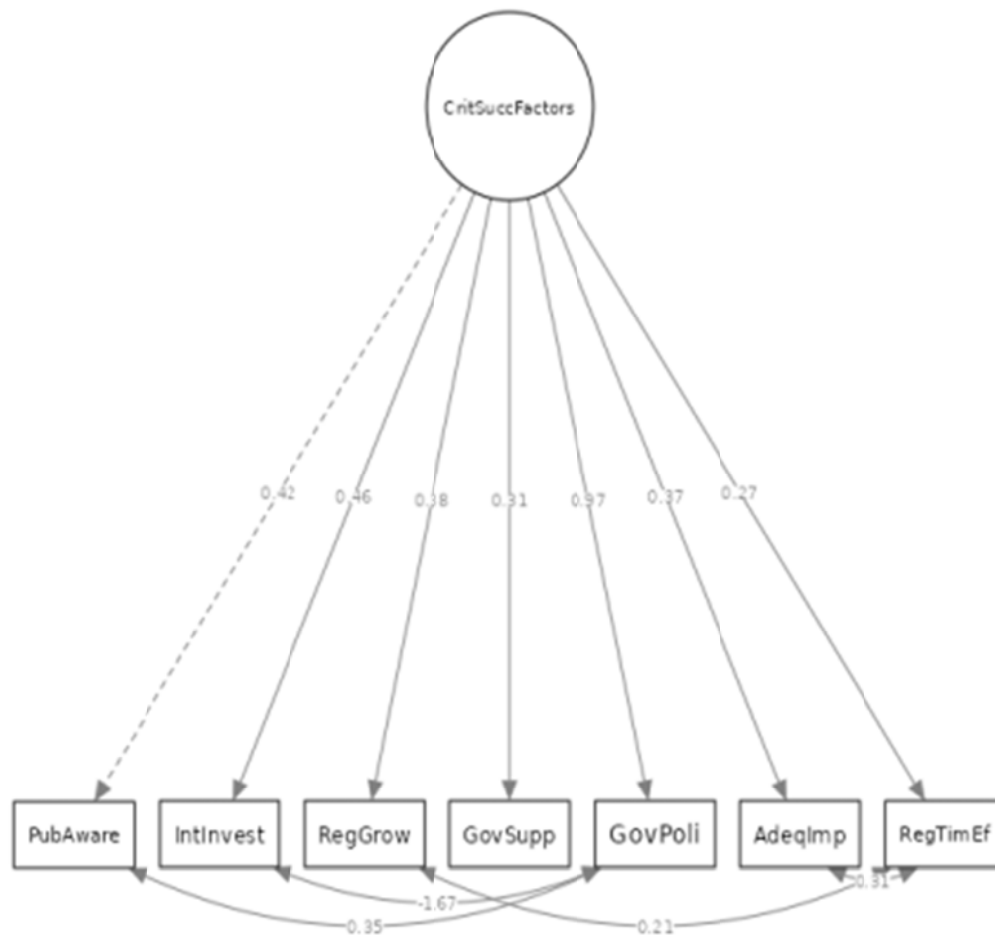 CritSuccFactors
0.42
0.46
0.38
0.31
0.97
0.37
0.27
PubAware
IntInvest
RegGrow
GovSupp
GovPoli
AdeqImp
RegTimEf
0.31
-1.67
0.35
0.21